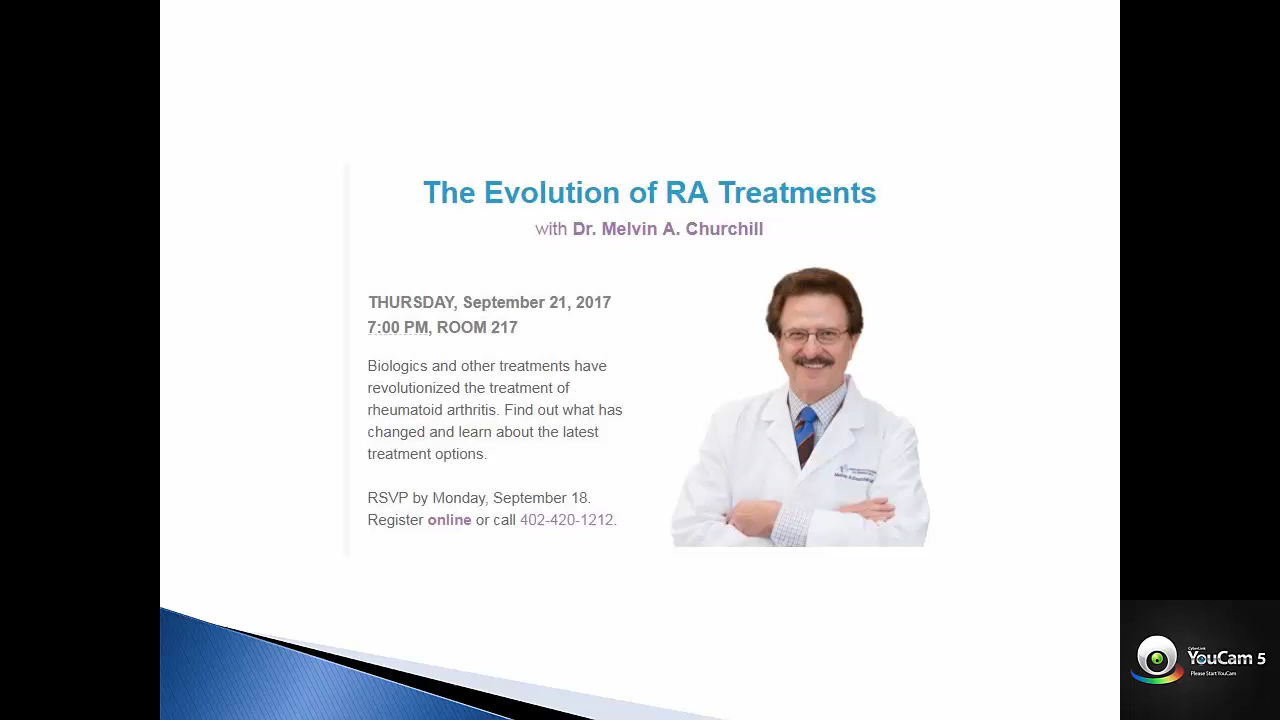 The Evolution of RA Treatments
with Dr. Melvin A. Churchill
THURSDAY, September 21, 2017
7:00 PM, ROOM 217
Biologics and other treatments have
revolutionized the treatment of
rheumatoid arthritis. Find out what has
changed and learn about the latest
treatment options.
RSVP by Monday, September 18.
Register online or call 402-420-1212.
CyberLink
YouCam 5
Please Start YouCam